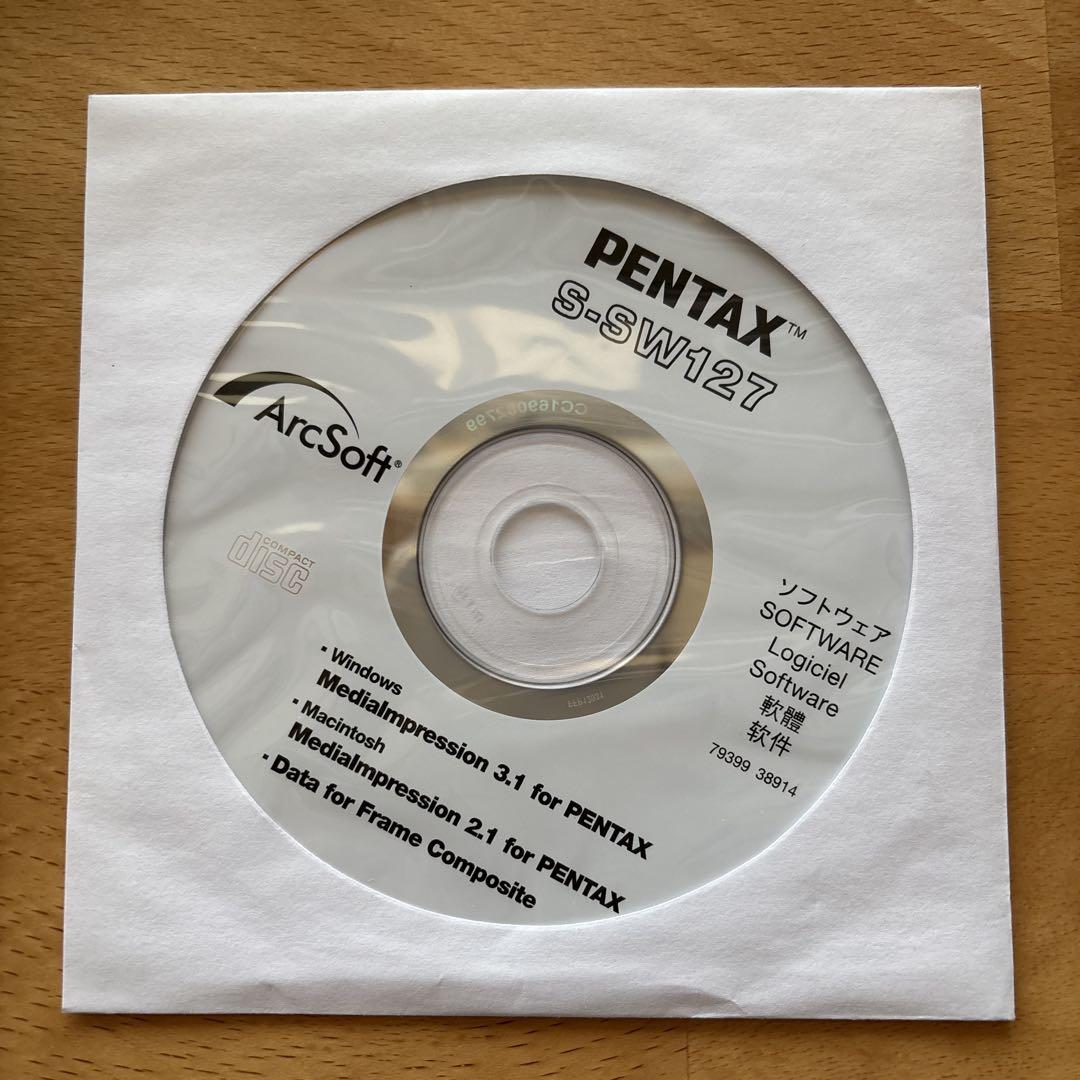 PENTAX™
S-SW127
ArcSoft®
COMPACT
disc
ソフトウェア
SOFTWARE
Logiciel
Software
軟體
软件
79399 38914
・Windows
MediaImpression 3.1 for PENTAX
・Macintosh
MediaImpression 2.1 for PENTAX
・Data for Frame Composite